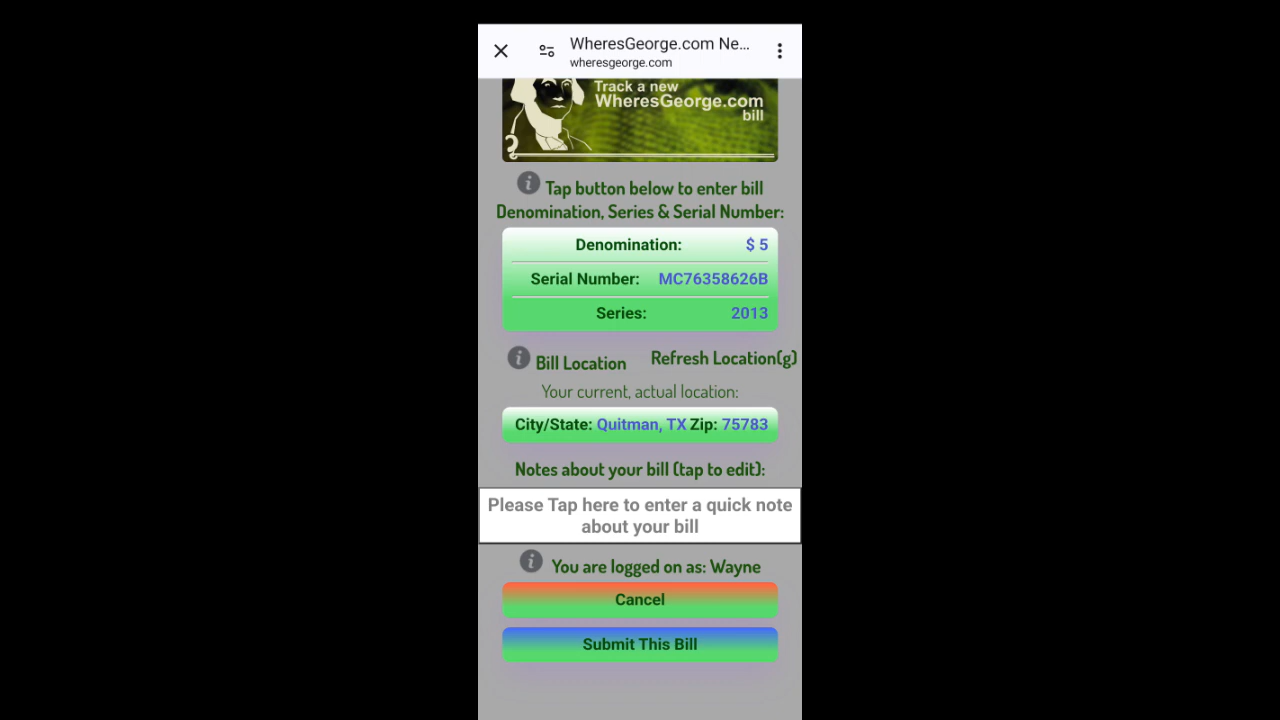 WheresGeorge.com Ne...
wheresgeorge.com
Track a new
WheresGeorge.com
bill
Tap button below to enter bill
Denomination, Series & Serial Number:
Denomination: $ 5
Serial Number: MC76358626B
Series: 2013
Bill Location Refresh Location(g)
Your current, actual location:
City/State: Quitman, TX Zip: 75783
Notes about your bill (tap to edit):
Please Tap here to enter a quick note
about your bill
You are logged on as: Wayne
Cancel
Submit This Bill